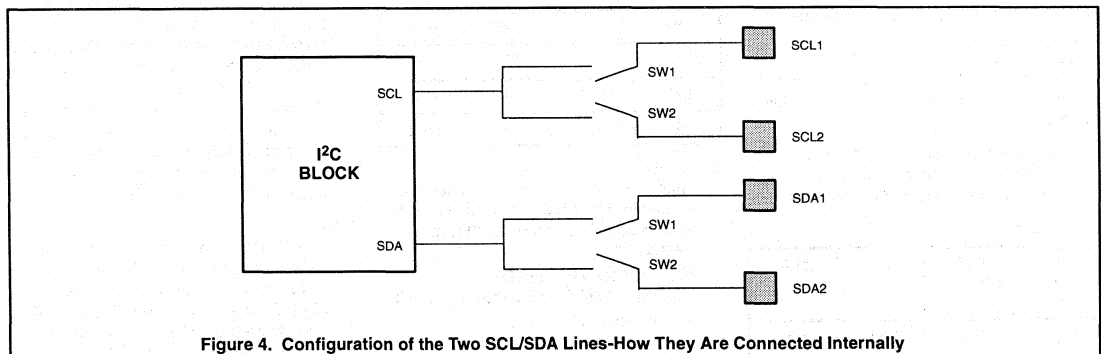 SCL1
SCL
SW1
SW2
SCL2
I²C
BLOCK
SDA1
SW1
SDA
SW2
SDA2
Figure 4. Configuration of the Two SCL/SDA Lines-How They Are Connected Internally